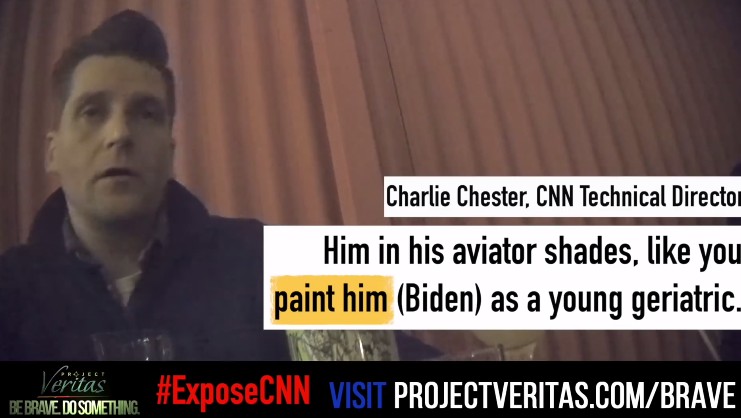 Charlie Chester, CNN Technical Director
Him in his aviator shades, like you
paint him (Biden) as a young geriatric.
PROJECT
Veritas
BE BRAVE. DO SOMETHING.
#ExposeCNN VISIT PROJECTVERITAS.COM/BRAVE